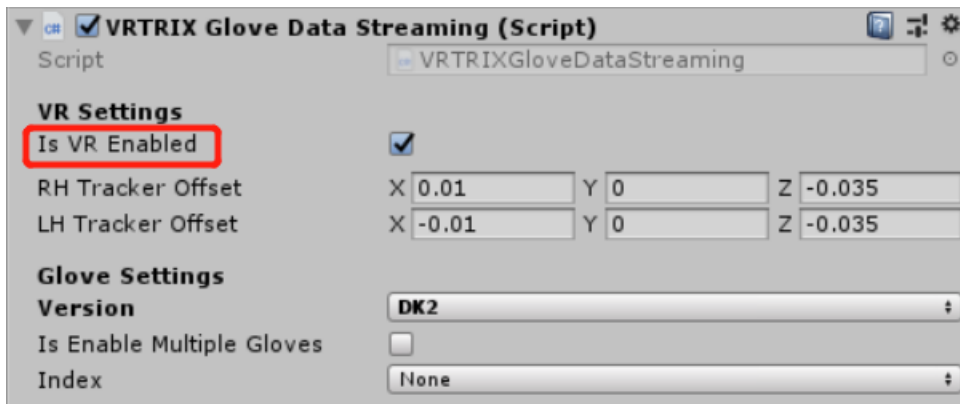 VRTRIX Glove Data Streaming (Script)
Script VRTRIXGloveDataStreaming
VR Settings
Is VR Enabled
RH Tracker Offset X 0.01 Y 0 Z -0.035
LH Tracker Offset X -0.01 Y 0 Z -0.035
Glove Settings
Version DK2
Is Enable Multiple Gloves
Index None